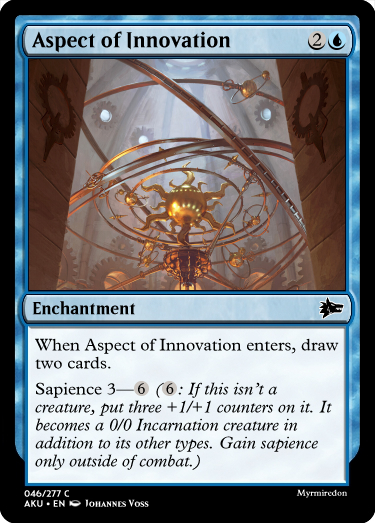 Aspect of Innovation 2
When Aspect of Innovation enters, draw
two cards.
Enchantment
Sapience 3—6 (6: If this isn't a
creature, put three +1/+1 counters on it. It
becomes a 0/0 Incarnation creature in
addition to its other types. Gain sapience
only outside of combat.)
046/277 C
Myrmiredon
AKU • EN Johannes Voss